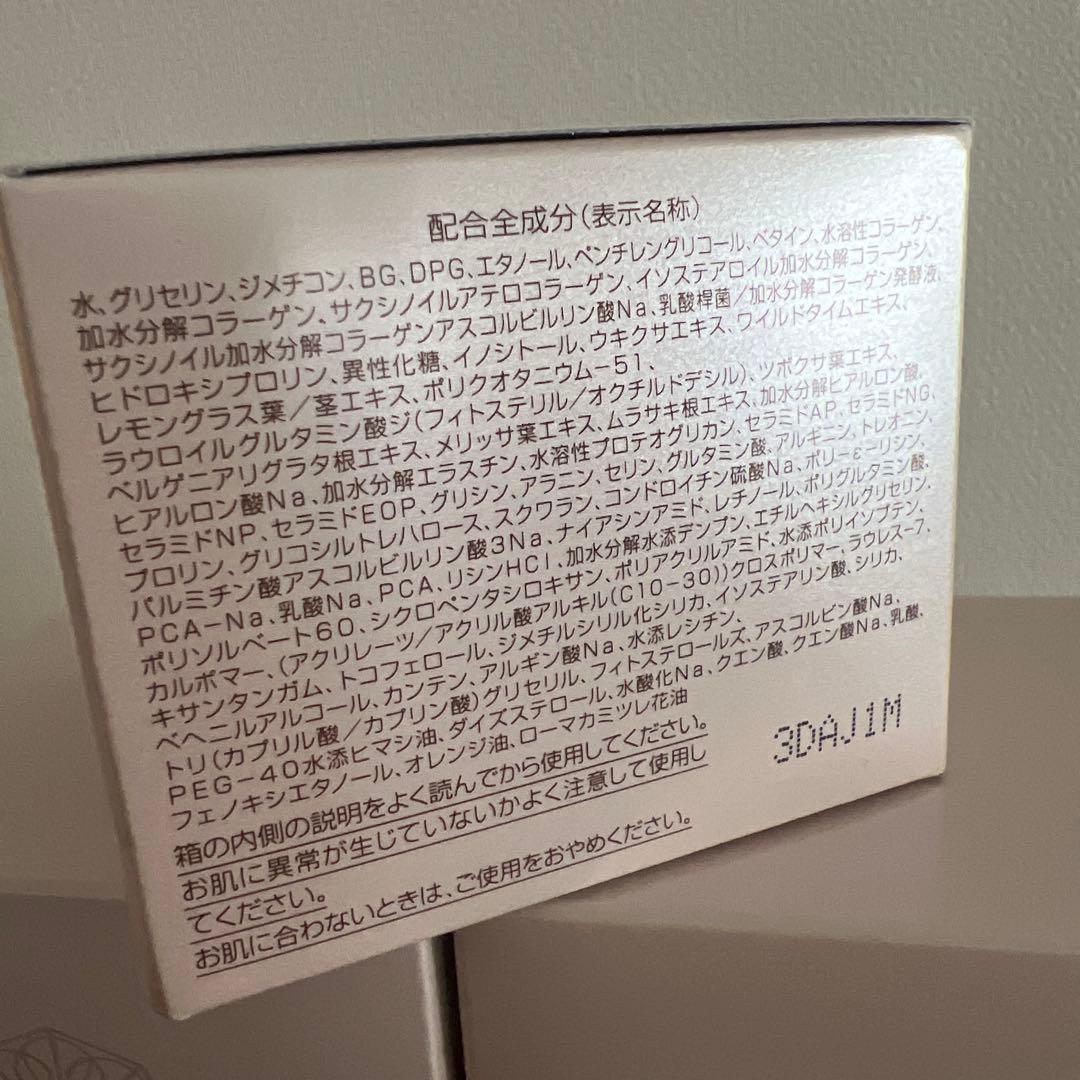 配合全成分(表示名称)
水、グリセリン、ジメチコン、BG、DPG、エタノール、ペンチレングリコール、ベタイン、水溶性コラーゲン、
加水分解コラーゲン、サクシノイルアテロコラーゲン、イソステアロイル加水分解コラーゲン、
サクシノイル加水分解コラーゲンアスコルビルリン酸Na、乳酸桿菌/加水分解コラーゲン発酵液、
ヒドロキシプロリン、異性化糖、イノシトール、ウキクサエキス、ワイルドタイムエキス、
レモングラス葉/茎エキス、ポリクオタニウム-51、
ラウロイルグルタミン酸ジ(フィトステリル/オクチルドデシル)、ツボクサ葉エキス、
ベルゲニアリグラタ根エキス、メリッサ葉エキス、ムラサキ根エキス、加水分解ヒアルロン酸、
ヒアルロン酸Na、加水分解エラスチン、水溶性プロテオグリカン、セラミドAP、セラミドNG、
セラミドNP、セラミドEOP、グリシン、アラニン、セリン、グルタミン酸、アルギニン、トレオニン、
プロリン、グリコシルトレハロース、スクワラン、コンドロイチン硫酸Na、ポリ-ε-リシン、
パルミチン酸アスコルビルリン酸3Na、ナイアシンアミド、レチノール、ポリグルタミン酸、
PCA-Na、乳酸Na、PCA、リシンHCl、加水分解水添デンプン、エチルヘキシルグリセリン、
ポリソルベート60、シクロペンタシロキサン、ポリアクリルアミド、水添ポリイソブテン、
カルボマー、(アクリレーツ/アクリル酸アルキル(C10-30))クロスポリマー、ラウレス-7、
キサンタンガム、トコフェロール、ジメチルシリル化シリカ、イソステアリン酸、シリカ、
ベヘニルアルコール、カンテン、アルギン酸Na、水添レシチン、
トリ(カプリル酸/カプリン酸)グリセリル、フィトステロールズ、アスコルビン酸Na、
PEG-40水添ヒマシ油、ダイズステロール、水酸化Na、クエン酸、クエン酸Na、乳酸、
フェノキシエタノール、オレンジ油、ローマカミツレ花油
箱の内側の説明をよく読んでから使用してください。
お肌に異常が生じていないかよく注意して使用し
てください。
お肌に合わないときは、ご使用をおやめください。
3DAJ1M